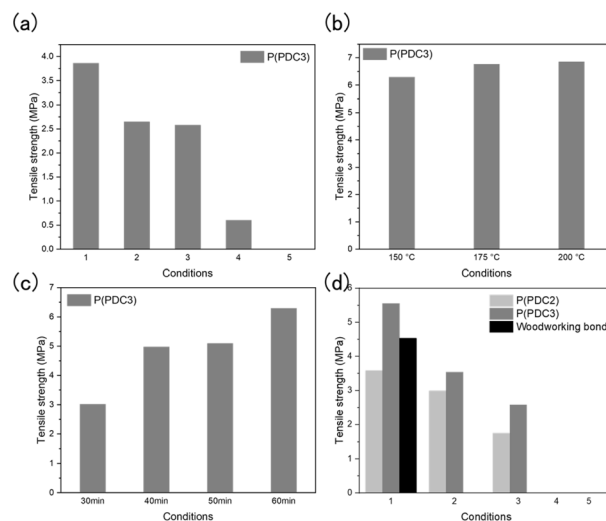 (a)
P(PDC3)
Tensile strength (MPa)
4.0
3.5
3.0
2.5
2.0
1.5
1.0
0.5
0.0
1 2 3 4 5
Conditions
(b)
P(PDC3)
Tensile strength (MPa)
7
6
5
4
3
2
1
0
150 °C 175 °C 200 °C
Conditions
(c)
P(PDC3)
Tensile strength (MPa)
7
6
5
4
3
2
1
0
30min 40min 50min 60min
Conditions
(d)
P(PDC2)
P(PDC3)
Woodworking bond
Tensile strength (MPa)
6
5
4
3
2
1
0
1 2 3 4 5
Conditions